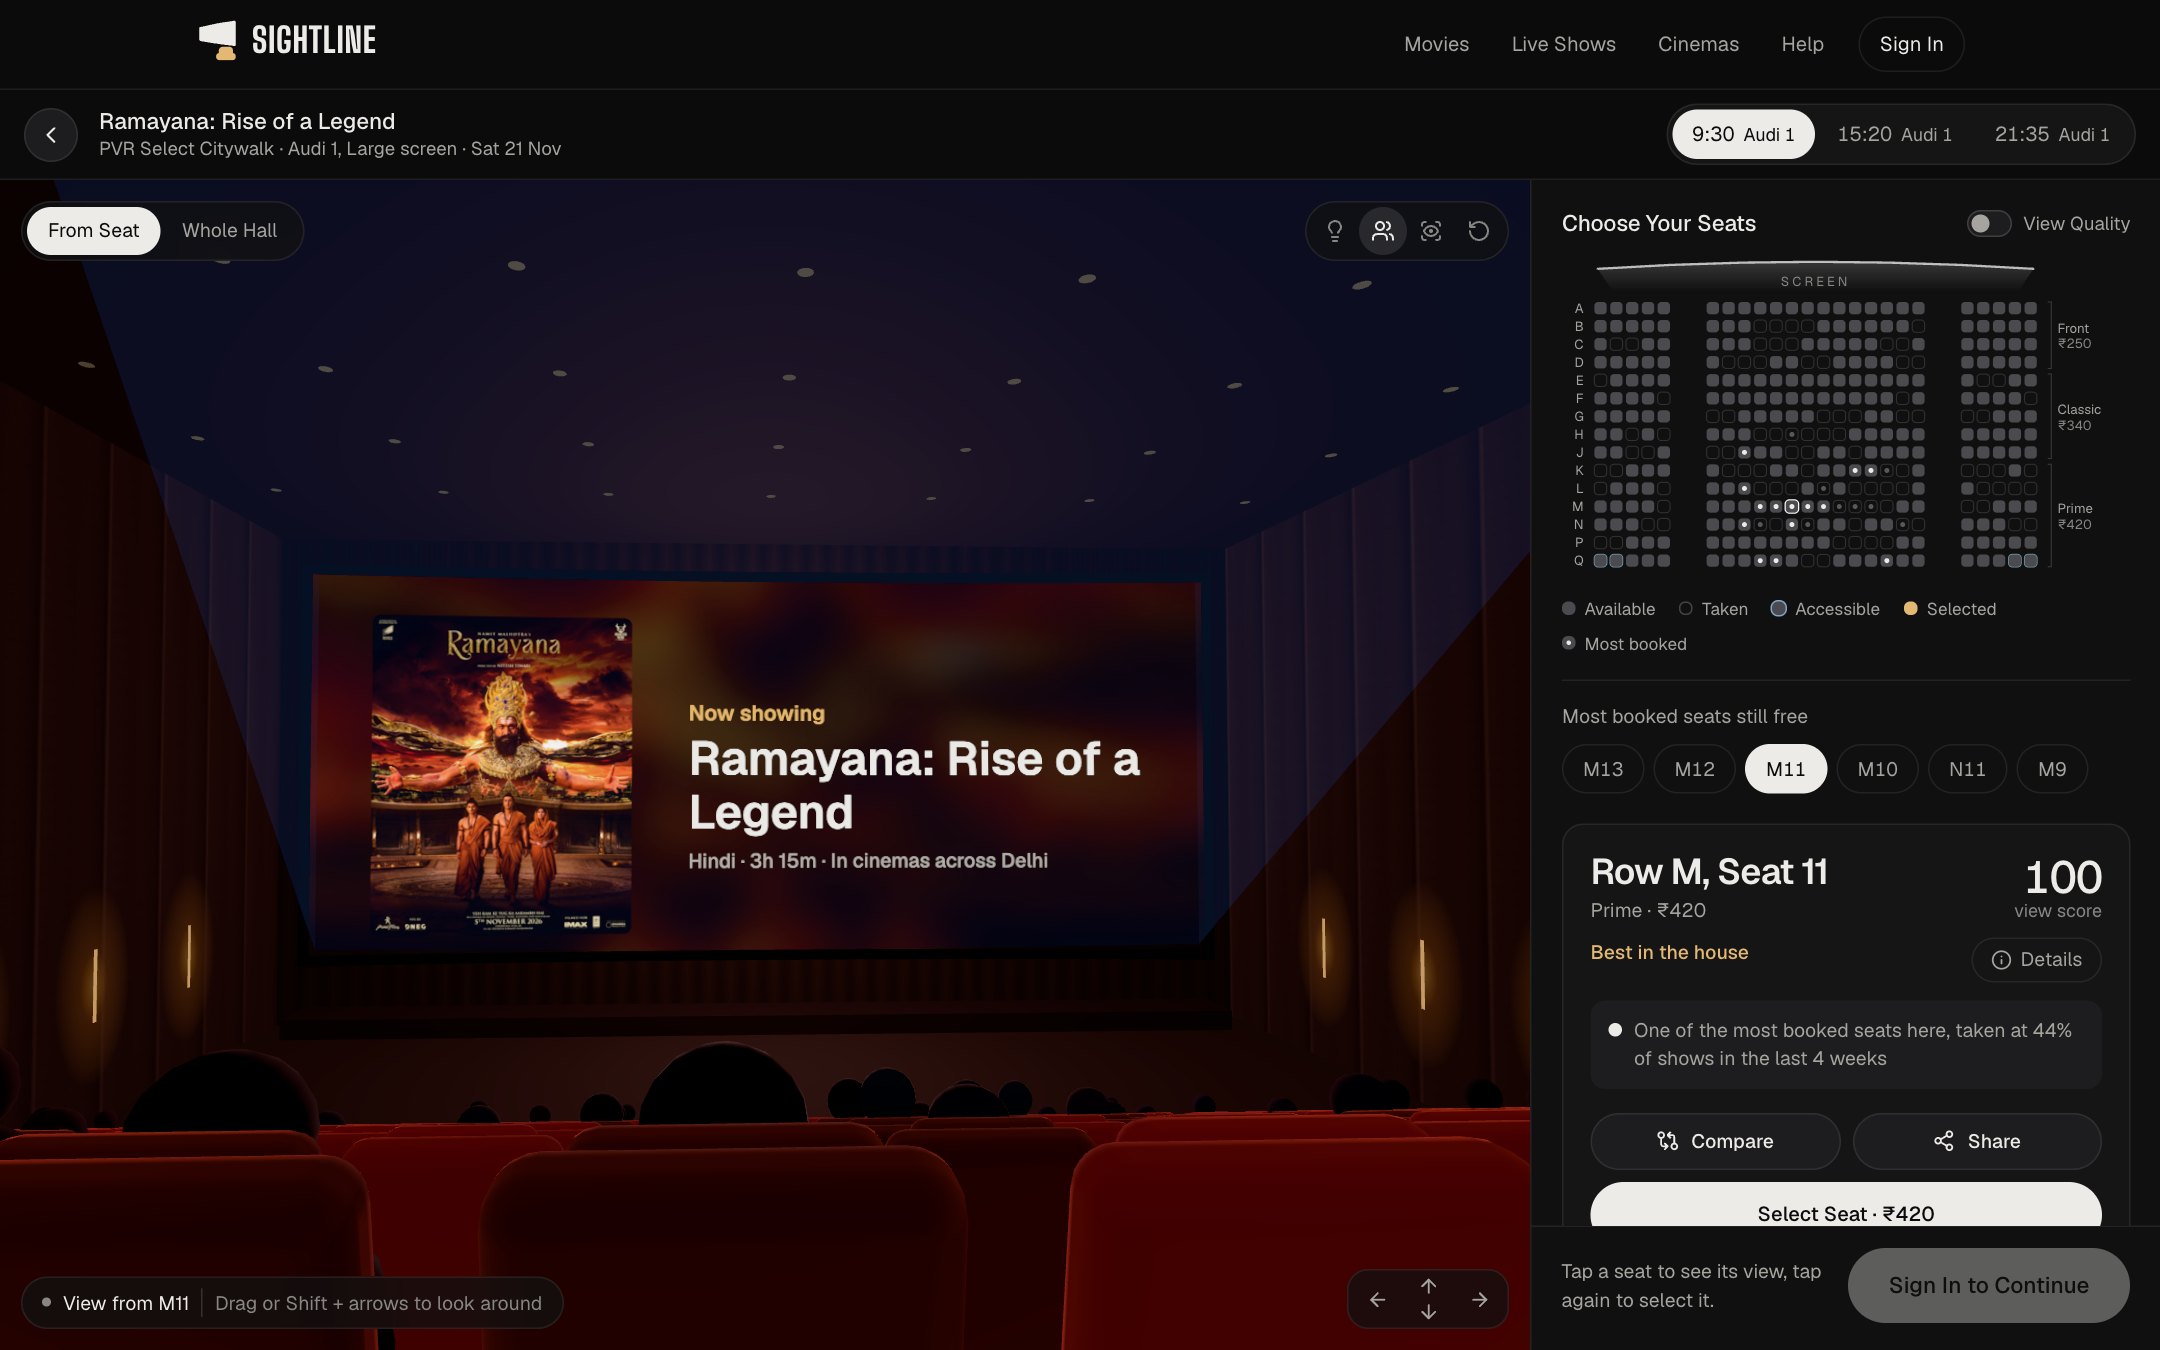 SIGHTLINE
Movies
Live Shows
Cinemas
Help
Sign In
Ramayana: Rise of a Legend
PVR Select Citywalk · Audi 1, Large screen · Sat 21 Nov
9:30 Audi 1
15:20 Audi 1
21:35 Audi 1
From Seat
Whole Hall
Ramayana
5TH NOVEMBER 2026
IMAX
DNEG
Now showing
Ramayana: Rise of a
Legend
Hindi · 3h 15m · In cinemas across Delhi
View from M11
Drag or Shift + arrows to look around
Choose Your Seats
View Quality
SCREEN
A
B
C
D
E
F
G
H
J
K
L
M
N
P
Q
Front
₹250
Classic
₹340
Prime
₹420
Available
Taken
Accessible
Selected
Most booked
Most booked seats still free
M13
M12
M11
M10
N11
M9
Row M, Seat 11
100
Prime · ₹420
view score
Best in the house
Details
One of the most booked seats here, taken at 44%
of shows in the last 4 weeks
Compare
Share
Select Seat · ₹420
Tap a seat to see its view, tap
again to select it.
Sign In to Continue